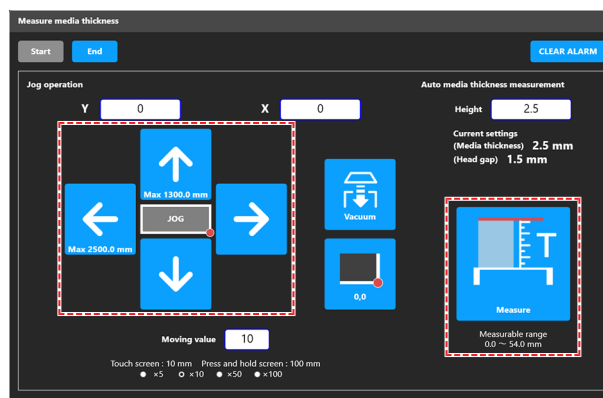 Measure media thickness
Start
End
CLEAR ALARM
Jog operation
Auto media thickness measurement
Y
0
X
0
Height
2.5
Current settings
(Media thickness) 2.5 mm
(Head gap) 1.5 mm
Max 1300.0 mm
JOG
Max 2500.0 mm
Vacuum
0,0
T
Measure
Measurable range
0.0 ～ 54.0 mm
Moving value
10
Touch screen : 10 mm Press and hold screen : 100 mm
×5 ×10 ×50 ×100